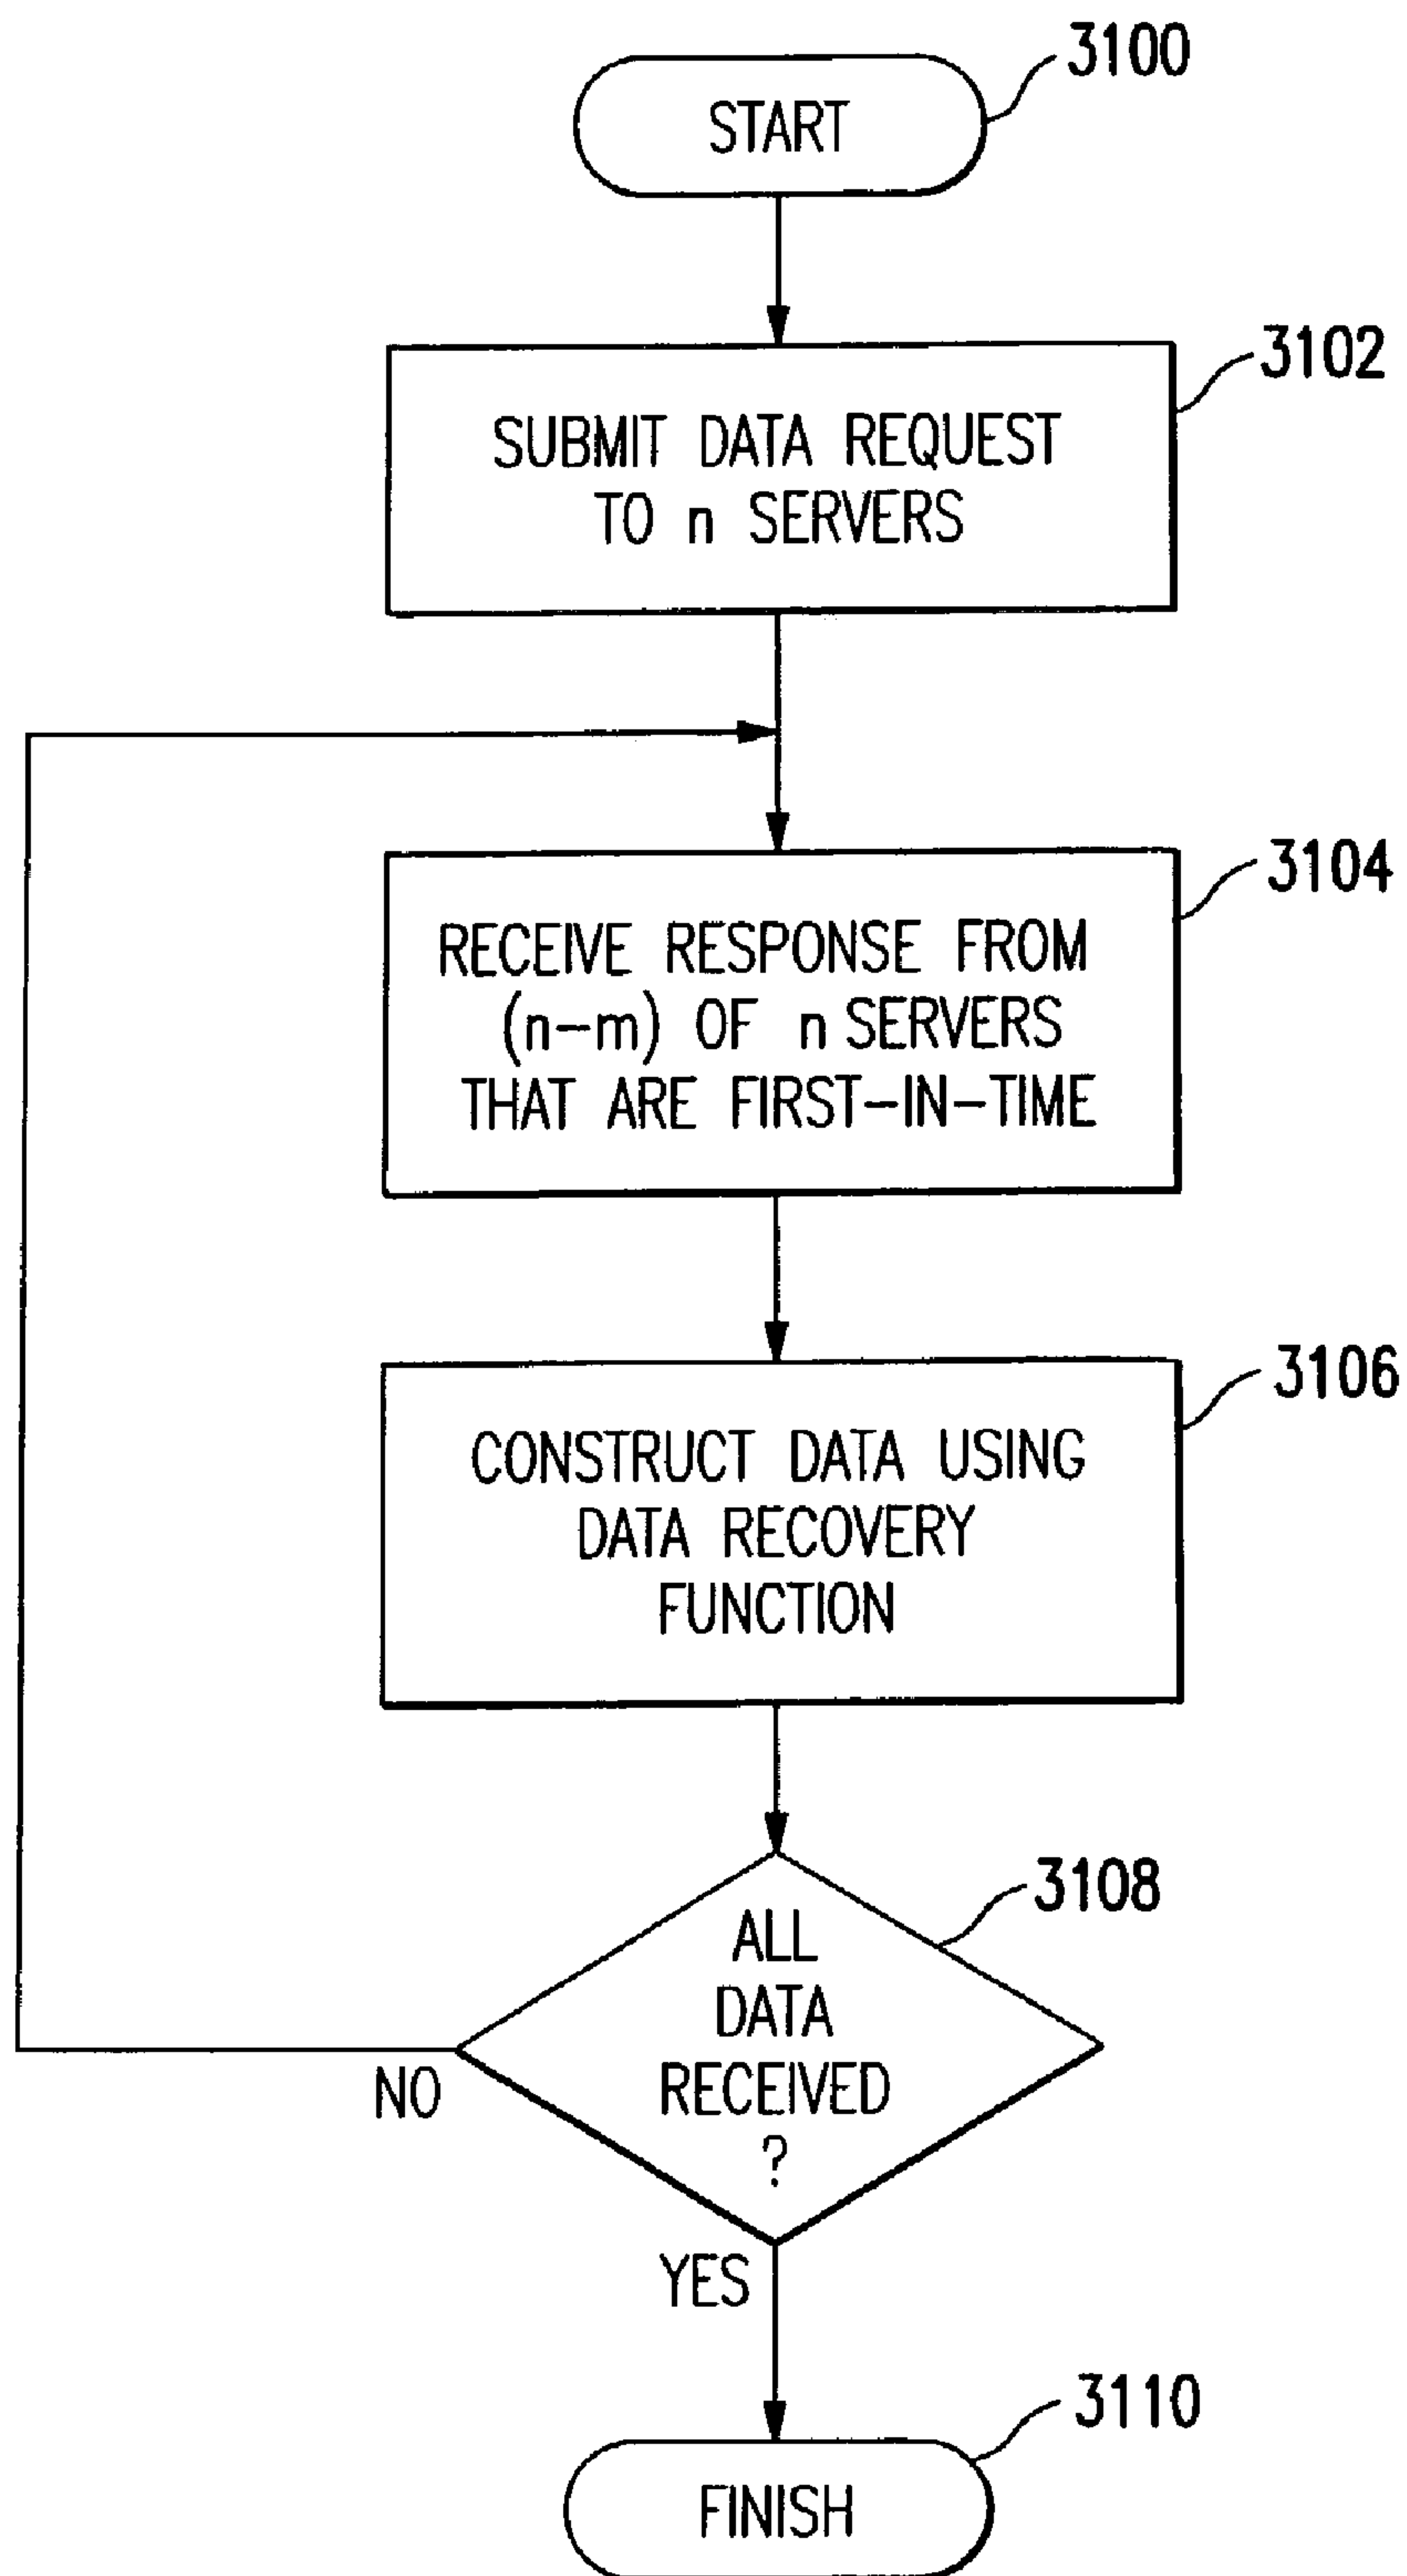 3100
START
3102
SUBMIT DATA REQUEST
TO n SERVERS
3104
RECEIVE RESPONSE FROM
(n-m) OF n SERVERS
THAT ARE FIRST-IN-TIME
3106
CONSTRUCT DATA USING
DATA RECOVERY
FUNCTION
3108
ALL
DATA
RECEIVED
?
NO
YES
3110
FINISH